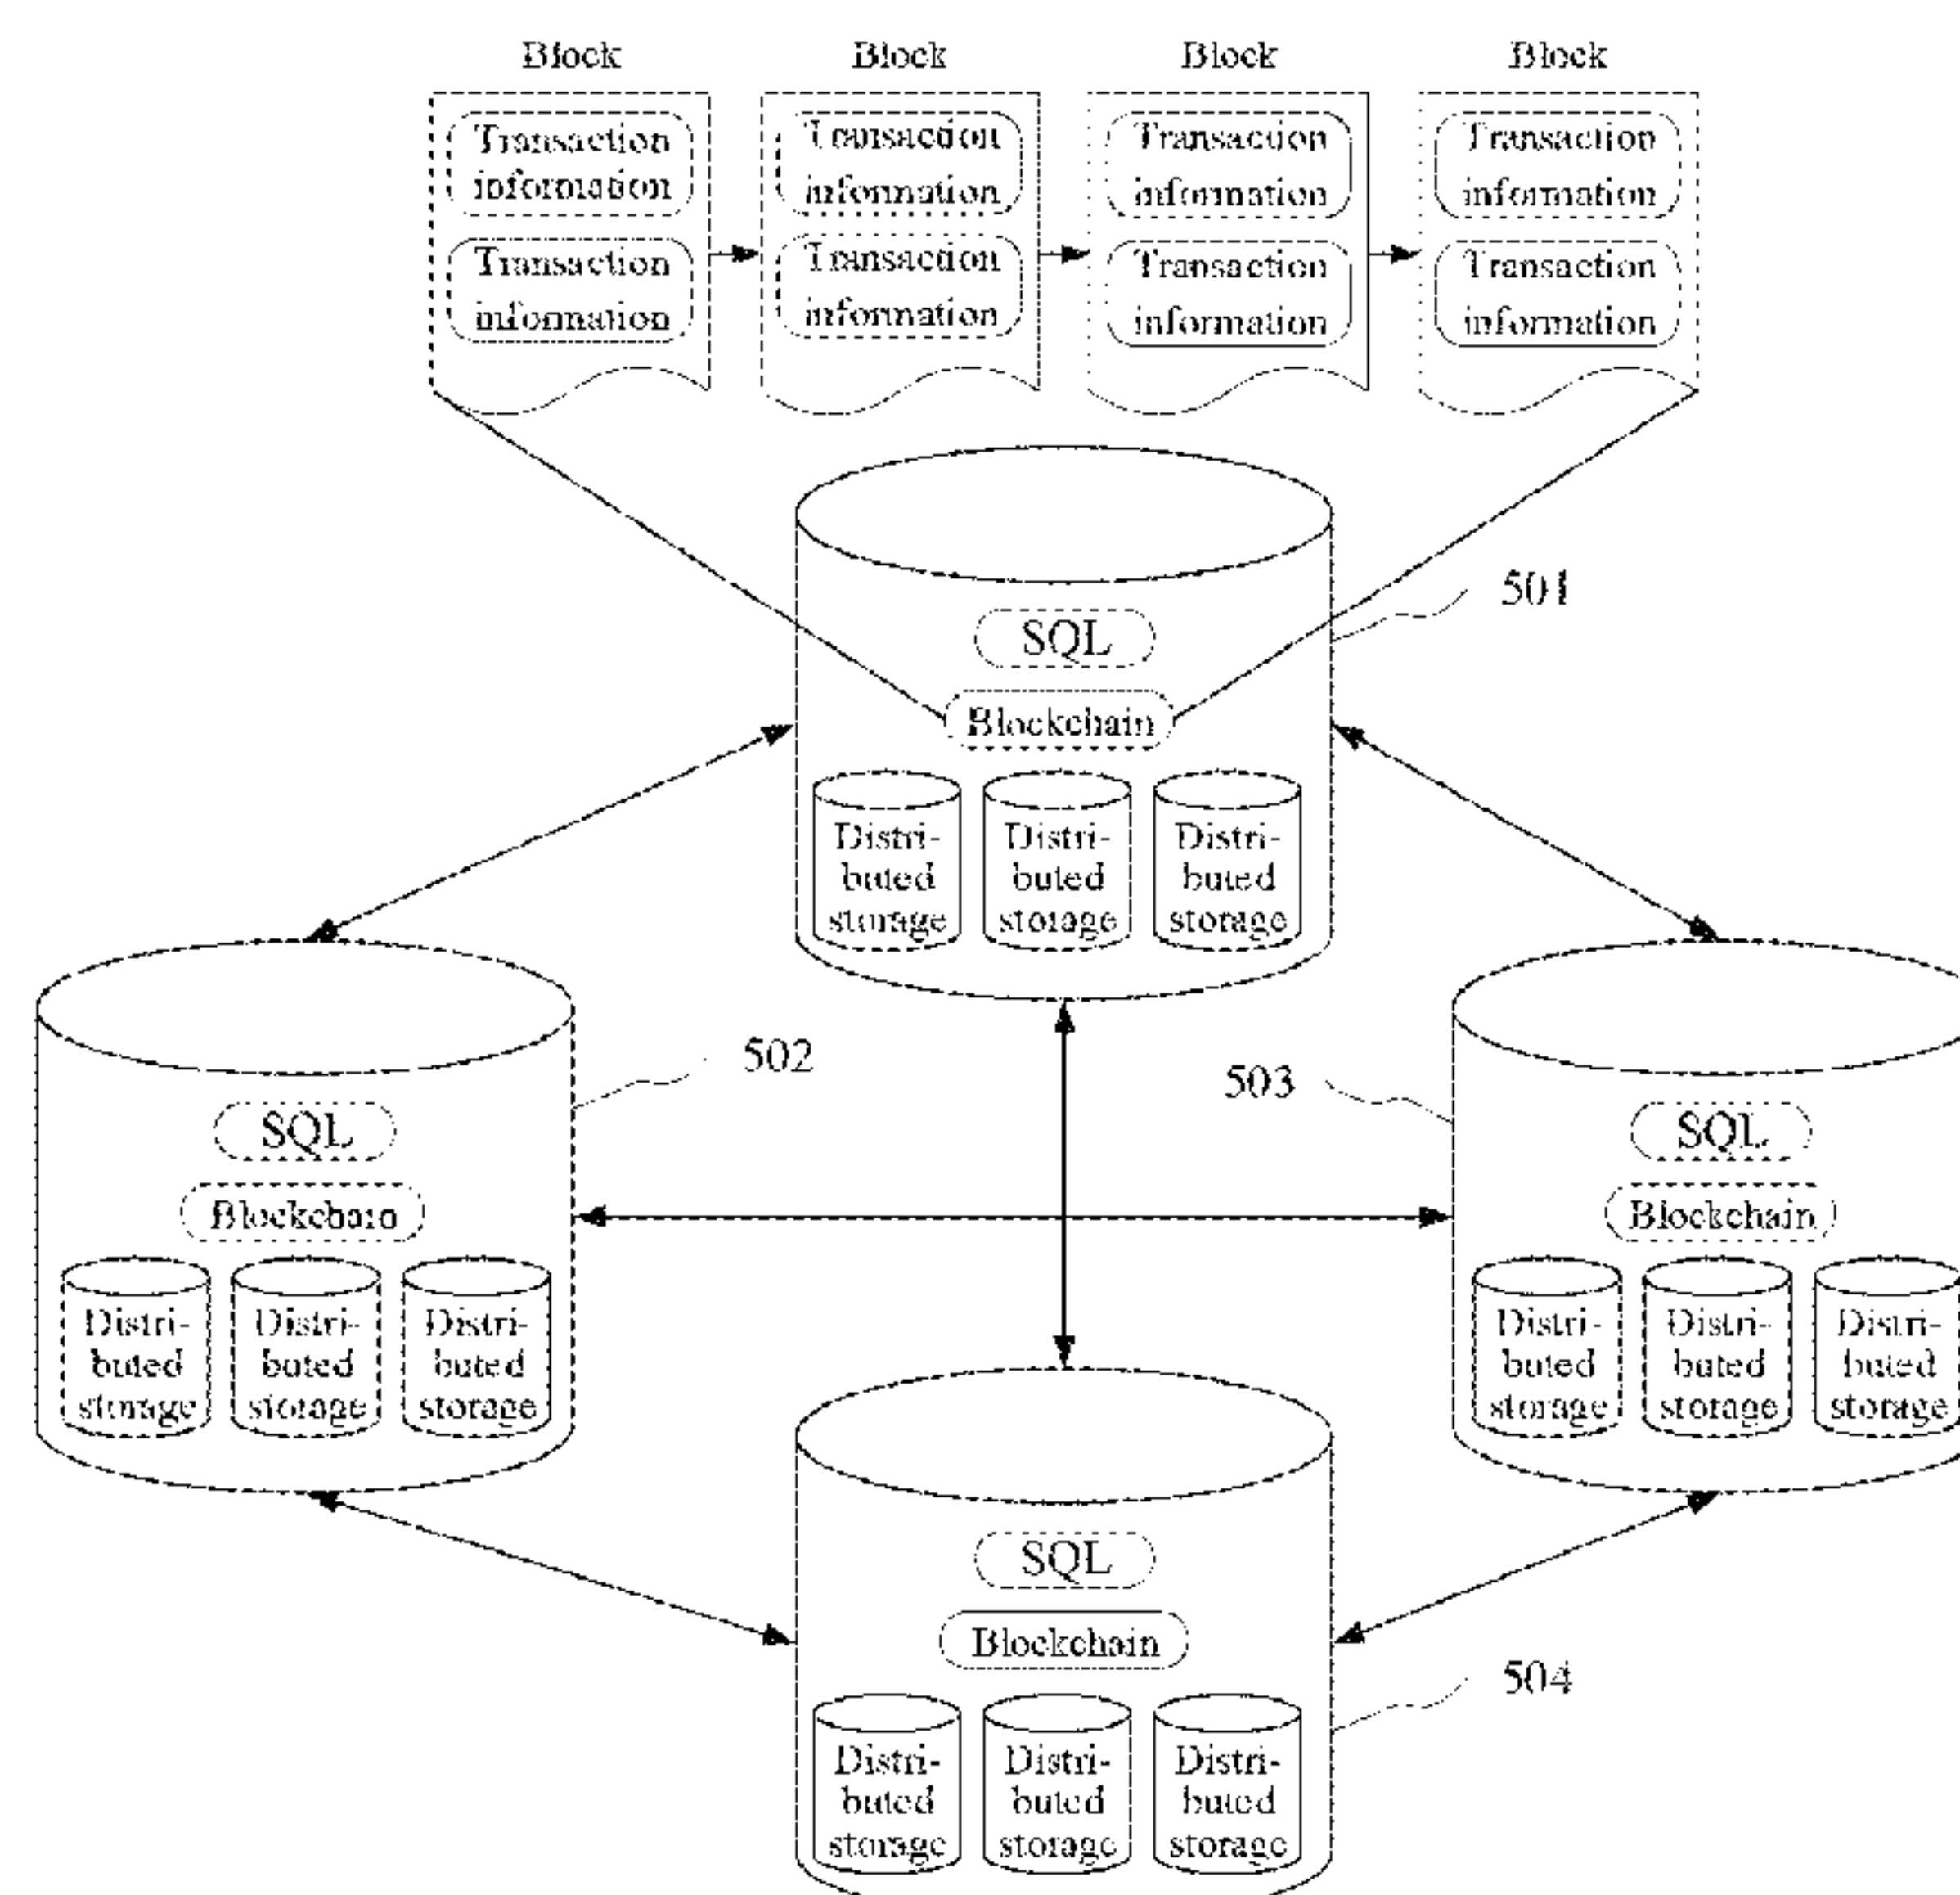 Block Block Block Block
Transaction Transaction Transaction Transaction
information information information information
Transaction Transaction Transaction Transaction
information information information information
501
SQL
Blockchain
Distri- Distri- Distri-
buted buted buted
storage storage storage
502
503
SQL
Blockchain
Distri- Distri- Distri-
buted buted buted
storage storage storage
SQL
Blockchain
Distri- Distri- Distri-
buted buted buted
storage storage storage
SQL
Blockchain
504
Distri- Distri- Distri-
buted buted buted
storage storage storage